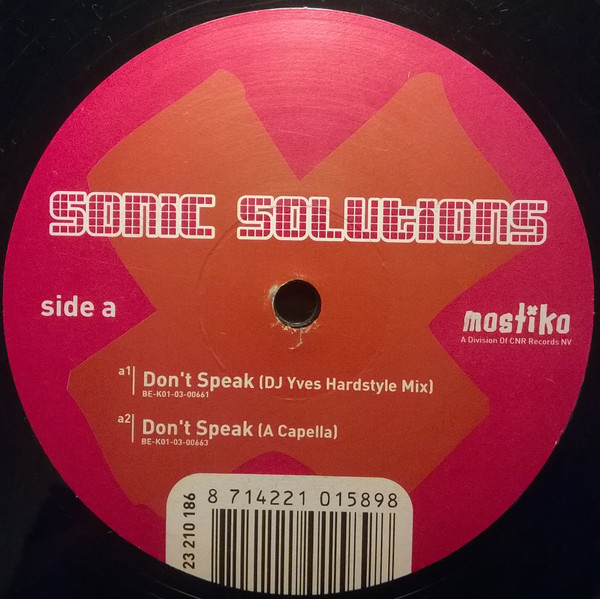 SONIC SOLUTIONS
side a
mostiko
A Division Of CNR Records NV
a1 Don't Speak (DJ Yves Hardstyle Mix)
BE-K01-03-00661
a2 Don't Speak (A Capella)
BE-K01-03-00663
23 210 186
8 714221 015898